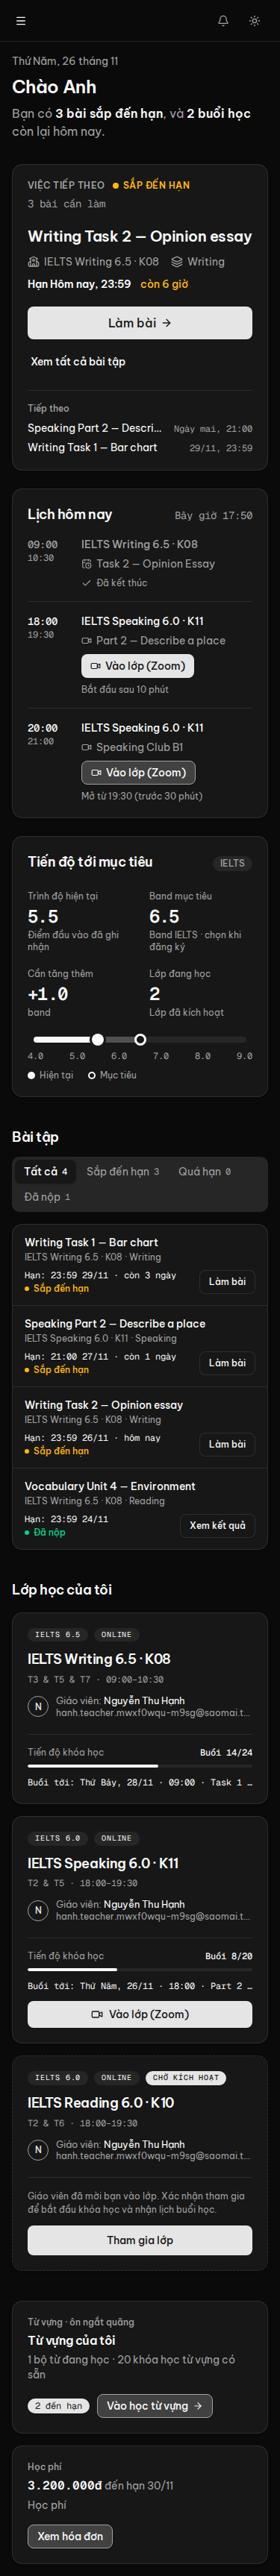 Thứ Năm, 26 tháng 11
Chào Anh
Bạn có 3 bài sắp đến hạn, và 2 buổi học
còn lại hôm nay.
VIỆC TIẾP THEO SẮP ĐẾN HẠN
3 bài cần làm
Writing Task 2 — Opinion essay
IELTS Writing 6.5 · K08 Writing
Hạn Hôm nay, 23:59 còn 6 giờ
Làm bài →
Xem tất cả bài tập
Tiếp theo
Speaking Part 2 — Descri... Ngày mai, 21:00
Writing Task 1 — Bar chart 29/11, 23:59
Lịch hôm nay Bây giờ 17:50
09:00 IELTS Writing 6.5 · K08
10:30 Task 2 — Opinion Essay
Đã kết thúc
18:00 IELTS Speaking 6.0 · K11
19:30 Part 2 — Describe a place
Vào lớp (Zoom)
Bắt đầu sau 10 phút
20:00 IELTS Speaking 6.0 · K11
21:00 Speaking Club B1
Vào lớp (Zoom)
Mở từ 19:30 (trước 30 phút)
Tiến độ tới mục tiêu IELTS
Trình độ hiện tại Band mục tiêu
5.5 6.5
Điểm đầu vào đã ghi nhận Band IELTS · chọn khi đăng ký
Cần tăng thêm Lớp đang học
+1.0 2
band Lớp đã kích hoạt
4.0 5.0 6.0 7.0 8.0 9.0
Hiện tại Mục tiêu
Bài tập
Tất cả 4 Sắp đến hạn 3 Quá hạn 0
Đã nộp 1
Writing Task 1 — Bar chart
IELTS Writing 6.5 · K08 · Writing
Hạn: 23:59 29/11 · còn 3 ngày
Sắp đến hạn Làm bài
Speaking Part 2 — Describe a place
IELTS Speaking 6.0 · K11 · Speaking
Hạn: 21:00 27/11 · còn 1 ngày
Sắp đến hạn Làm bài
Writing Task 2 — Opinion essay
IELTS Writing 6.5 · K08 · Writing
Hạn: 23:59 26/11 · hôm nay
Sắp đến hạn Làm bài
Vocabulary Unit 4 — Environment
IELTS Writing 6.5 · K08 · Reading
Hạn: 23:59 24/11
Đã nộp Xem kết quả
Lớp học của tôi
IELTS 6.5 ONLINE
IELTS Writing 6.5 · K08
T3 & T5 & T7 · 09:00–10:30
N Giáo viên: Nguyễn Thu Hạnh
hanh.teacher.mwxf0wqu-m9sg@saomai.t...
Tiến độ khóa học Buổi 14/24
Buổi tới: Thứ Bảy, 28/11 · 09:00 · Task 1 …
IELTS 6.0 ONLINE
IELTS Speaking 6.0 · K11
T2 & T5 · 18:00–19:30
N Giáo viên: Nguyễn Thu Hạnh
hanh.teacher.mwxf0wqu-m9sg@saomai.t...
Tiến độ khóa học Buổi 8/20
Buổi tới: Thứ Năm, 26/11 · 18:00 · Part 2 …
Vào lớp (Zoom)
IELTS 6.0 ONLINE CHỜ KÍCH HOẠT
IELTS Reading 6.0 · K10
T2 & T6 · 18:00–19:30
N Giáo viên: Nguyễn Thu Hạnh
hanh.teacher.mwxf0wqu-m9sg@saomai.t...
Giáo viên đã mời bạn vào lớp. Xác nhận tham gia
để bắt đầu khóa học và nhận lịch buổi học.
Tham gia lớp
Từ vựng · ôn ngắt quãng
Từ vựng của tôi
1 bộ từ đang học · 20 khóa học từ vựng có
sẵn
2 đến hạn Vào học từ vựng →
Học phí
3.200.000đ đến hạn 30/11
Học phí
Xem hóa đơn